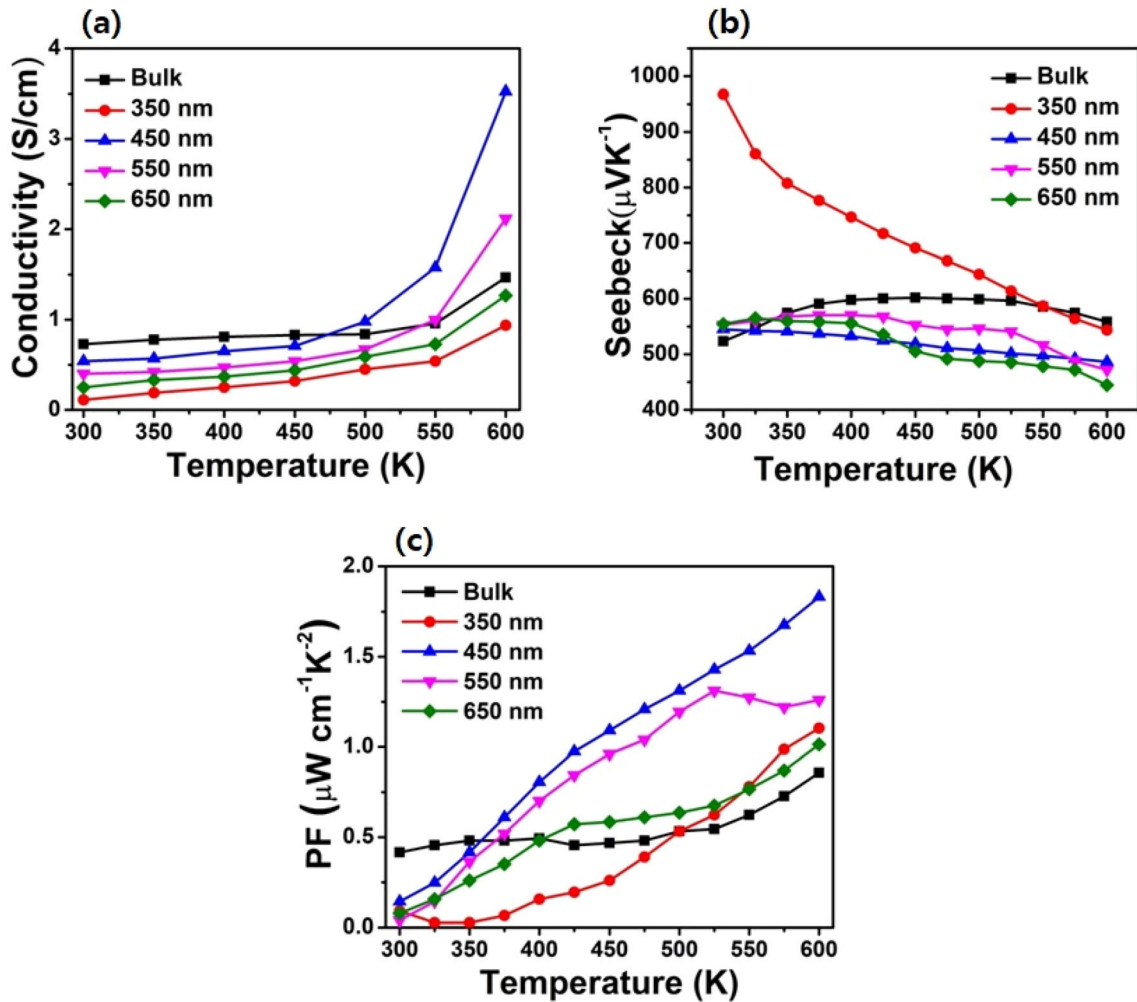 (a)
Conductivity (S/cm)
4
3
2
1
0
Bulk
350 nm
450 nm
550 nm
650 nm
300 350 400 450 500 550 600
Temperature (K)
(b)
Seebeck(μVK⁻¹)
1000
900
800
700
600
500
400
Bulk
350 nm
450 nm
550 nm
650 nm
300 350 400 450 500 550 600
Temperature (K)
(c)
PF (μW cm⁻¹K⁻²)
2.0
1.5
1.0
0.5
0.0
Bulk
350 nm
450 nm
550 nm
650 nm
300 350 400 450 500 550 600
Temperature (K)